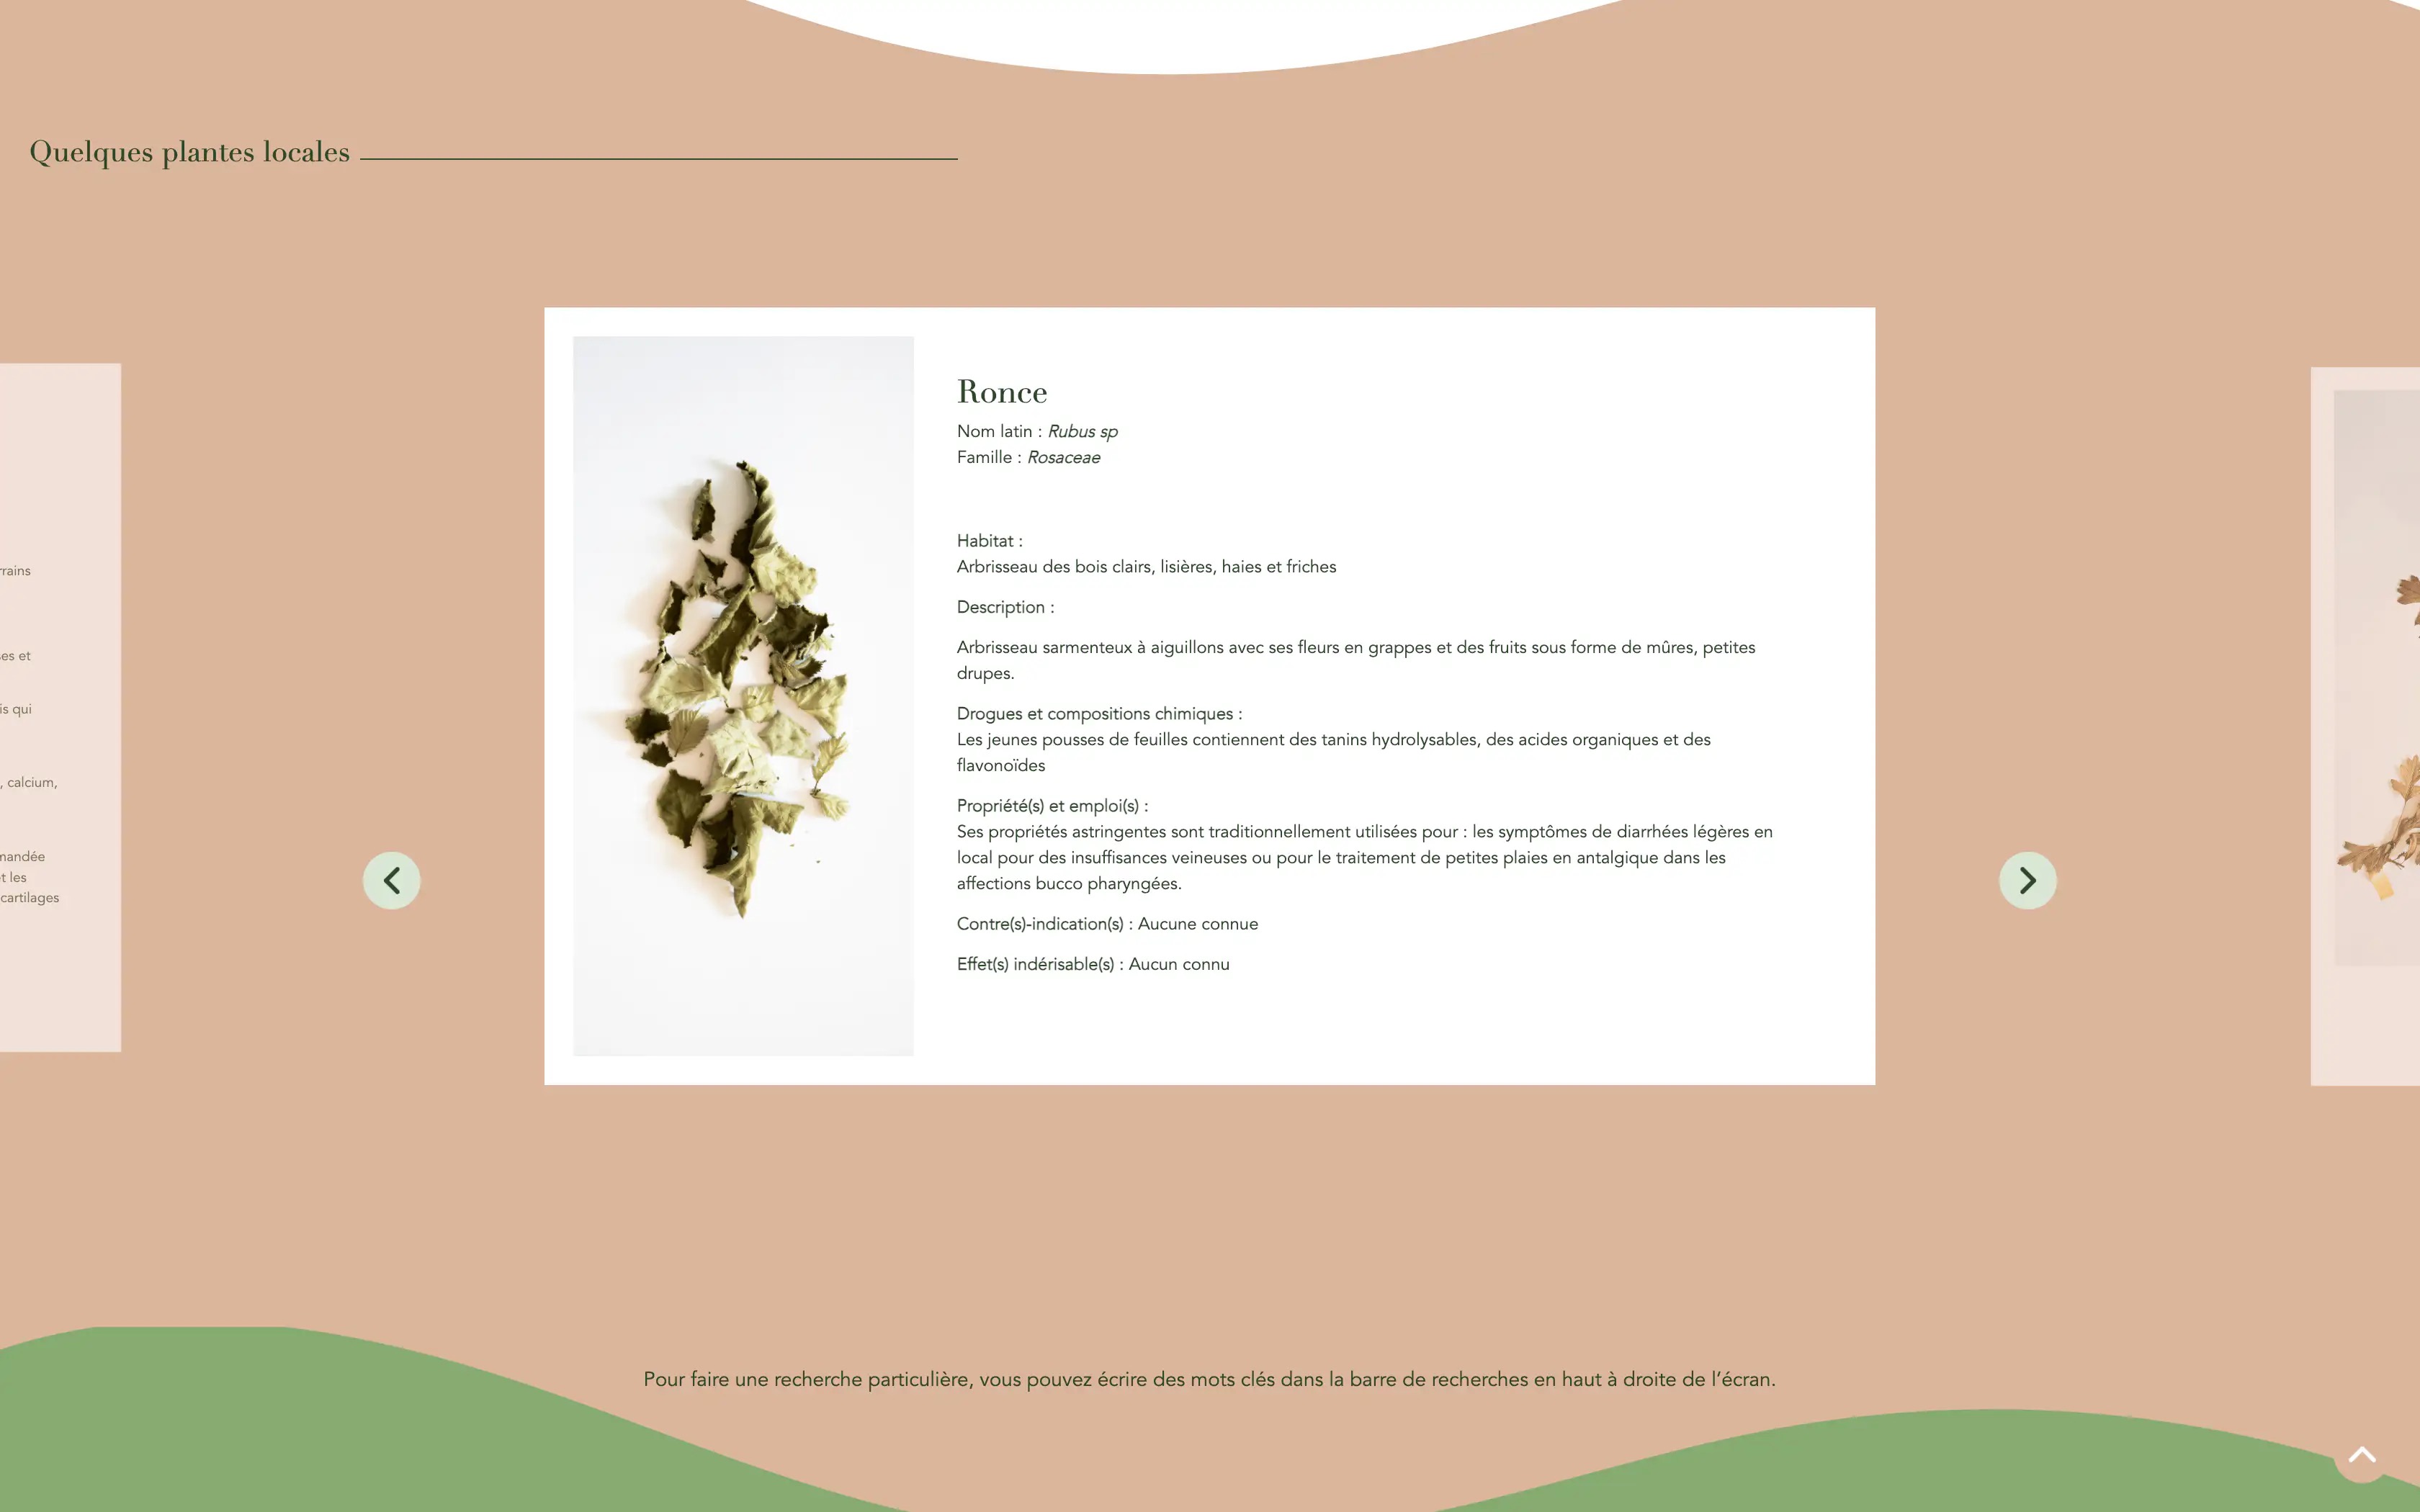 Quelques plantes locales
rrains
es et
is qui
, calcium,
mandée
t les
cartilages
Ronce
Nom latin : Rubus sp
Famille : Rosaceae
Habitat :
Arbrisseau des bois clairs, lisières, haies et friches
Description :
Arbrisseau sarmenteux à aiguillons avec ses fleurs en grappes et des fruits sous forme de mûres, petites
drupes.
Drogues et compositions chimiques :
Les jeunes pousses de feuilles contiennent des tanins hydrolysables, des acides organiques et des
flavonoïdes
Propriété(s) et emploi(s) :
Ses propriétés astringentes sont traditionnellement utilisées pour : les symptômes de diarrhées légères en
local pour des insuffisances veineuses ou pour le traitement de petites plaies en antalgique dans les
affections bucco pharyngées.
Contre(s)-indication(s) : Aucune connue
Effet(s) indérisable(s) : Aucun connu
Pour faire une recherche particulière, vous pouvez écrire des mots clés dans la barre de recherches en haut à droite de l’écran.